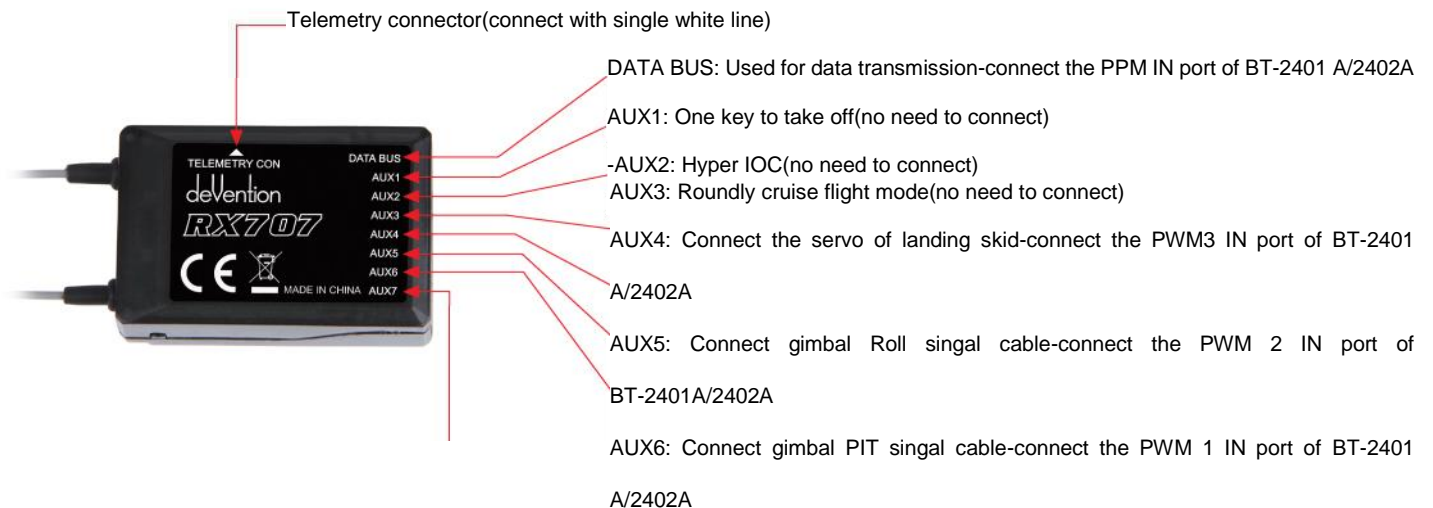 Telemetry connector(connect with single white line)
DATA BUS: Used for data transmission-connect the PPM IN port of BT-2401 A/2402A
AUX1: One key to take off(no need to connect)
-AUX2: Hyper IOC(no need to connect)
AUX3: Roundly cruise flight mode(no need to connect)
AUX4: Connect the servo of landing skid-connect the PWM3 IN port of BT-2401
A/2402A
AUX5: Connect gimbal Roll singal cable-connect the PWM 2 IN port of
BT-2401A/2402A
AUX6: Connect gimbal PIT singal cable-connect the PWM 1 IN port of BT-2401
A/2402A
TELEMETRY CON
deVention
RX707
CE
MADE IN CHINA
DATA BUS
AUX1
AUX2
AUX3
AUX4
AUX5
AUX6
AUX7